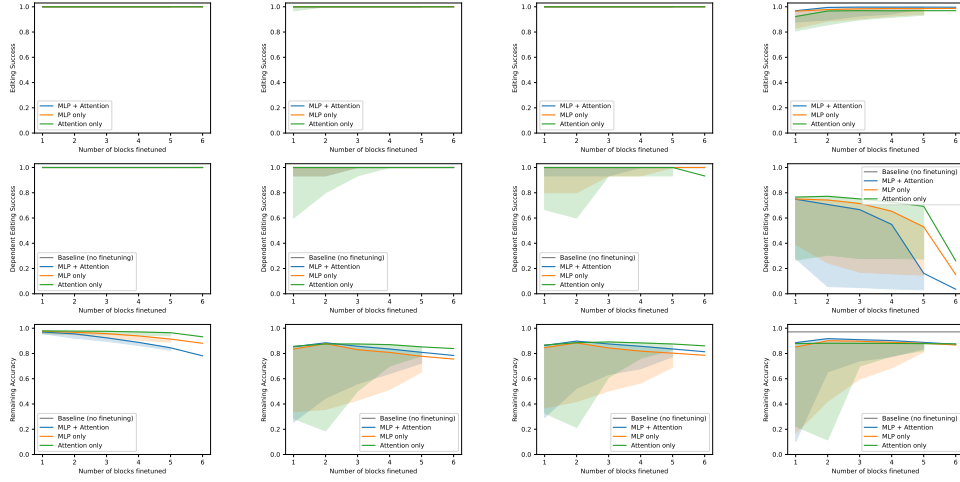 1.0
0.8
0.6
0.4
0.2
0.0
Editing Success
MLP + Attention
MLP only
Attention only
1 2 3 4 5 6
Number of blocks finetuned
1.0
0.8
0.6
0.4
0.2
0.0
Editing Success
MLP + Attention
MLP only
Attention only
1 2 3 4 5 6
Number of blocks finetuned
1.0
0.8
0.6
0.4
0.2
0.0
Editing Success
MLP + Attention
MLP only
Attention only
1 2 3 4 5 6
Number of blocks finetuned
1.0
0.8
0.6
0.4
0.2
0.0
Editing Success
MLP + Attention
MLP only
Attention only
1 2 3 4 5 6
Number of blocks finetuned
1.0
0.8
0.6
0.4
0.2
0.0
Dependent Editing Success
Baseline (no finetuning)
MLP + Attention
MLP only
Attention only
1 2 3 4 5 6
Number of blocks finetuned
1.0
0.8
0.6
0.4
0.2
0.0
Dependent Editing Success
Baseline (no finetuning)
MLP + Attention
MLP only
Attention only
1 2 3 4 5 6
Number of blocks finetuned
1.0
0.8
0.6
0.4
0.2
0.0
Dependent Editing Success
Baseline (no finetuning)
MLP + Attention
MLP only
Attention only
1 2 3 4 5 6
Number of blocks finetuned
1.0
0.8
0.6
0.4
0.2
0.0
Dependent Editing Success
Baseline (no finetuning)
MLP + Attention
MLP only
Attention only
1 2 3 4 5 6
Number of blocks finetuned
1.0
0.8
0.6
0.4
0.2
0.0
Remaining Accuracy
Baseline (no finetuning)
MLP + Attention
MLP only
Attention only
1 2 3 4 5 6
Number of blocks finetuned
1.0
0.8
0.6
0.4
0.2
0.0
Remaining Accuracy
Baseline (no finetuning)
MLP + Attention
MLP only
Attention only
1 2 3 4 5 6
Number of blocks finetuned
1.0
0.8
0.6
0.4
0.2
0.0
Remaining Accuracy
Baseline (no finetuning)
MLP + Attention
MLP only
Attention only
1 2 3 4 5 6
Number of blocks finetuned
1.0
0.8
0.6
0.4
0.2
0.0
Remaining Accuracy
Baseline (no finetuning)
MLP + Attention
MLP only
Attention only
1 2 3 4 5 6
Number of blocks finetuned